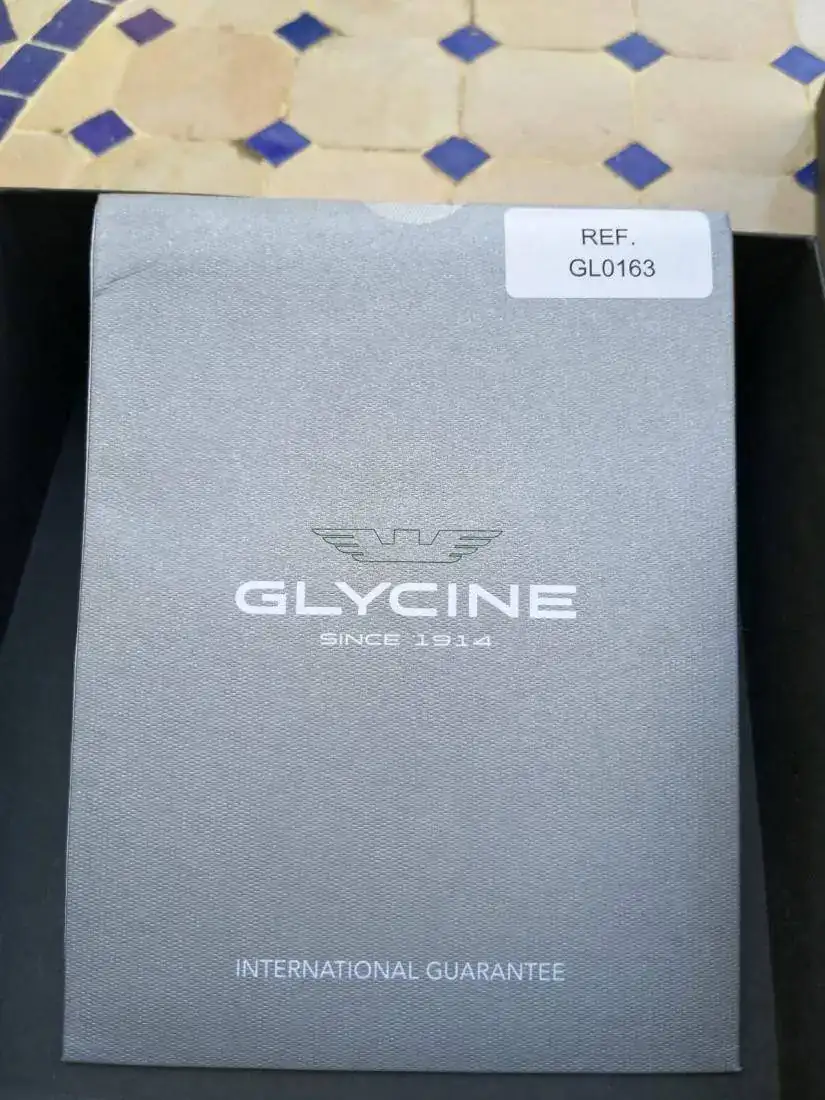 REF.
GL0163
GLYCINE
SINCE 1914
INTERNATIONAL GUARANTEE